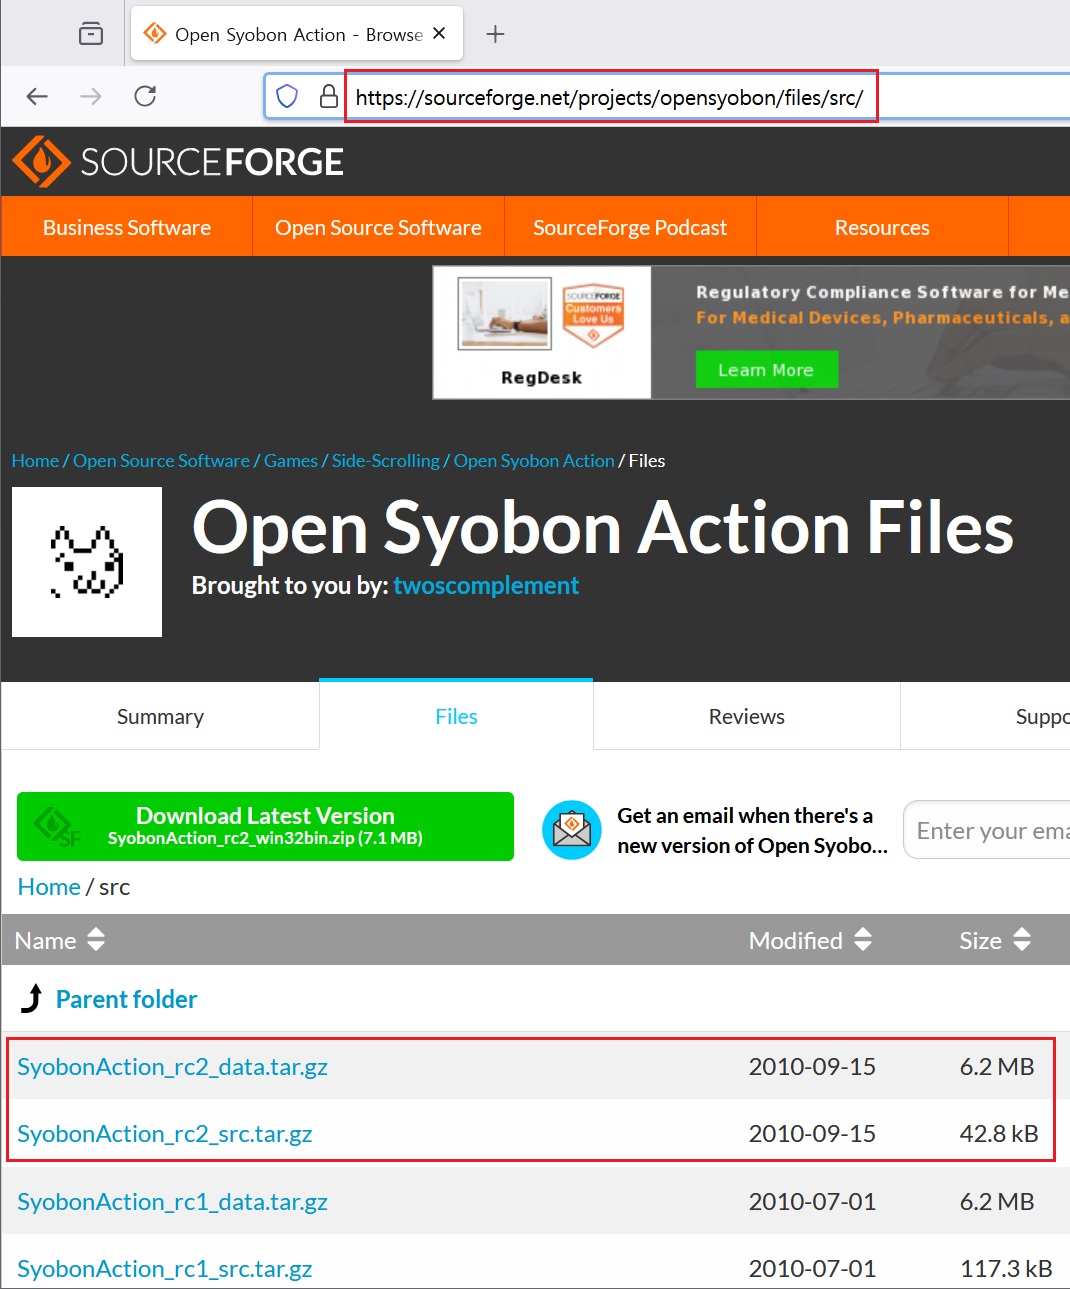 Open Syobon Action - Browse
https://sourceforge.net/projects/opensyobon/files/src/
SOURCEFORGE
Business Software
Open Source Software
SourceForge Podcast
Resources
SOURCEFORGE
Customers
Love Us
RegDesk
Regulatory Compliance Software for Me
For Medical Devices, Pharmaceuticals, a
Learn More
Home / Open Source Software / Games / Side-Scrolling / Open Syobon Action / Files
Open Syobon Action Files
Brought to you by: twoscomplement
Summary
Files
Reviews
Suppo
SF
Download Latest Version
SyobonAction_rc2_win32bin.zip (7.1 MB)
Get an email when there's a
new version of Open Syobo...
Enter your ema
Home / src
Name Modified Size
Parent folder
SyobonAction_rc2_data.tar.gz 2010-09-15 6.2 MB
SyobonAction_rc2_src.tar.gz 2010-09-15 42.8 kB
SyobonAction_rc1_data.tar.gz 2010-07-01 6.2 MB
SyobonAction_rc1_src.tar.gz 2010-07-01 117.3 kB